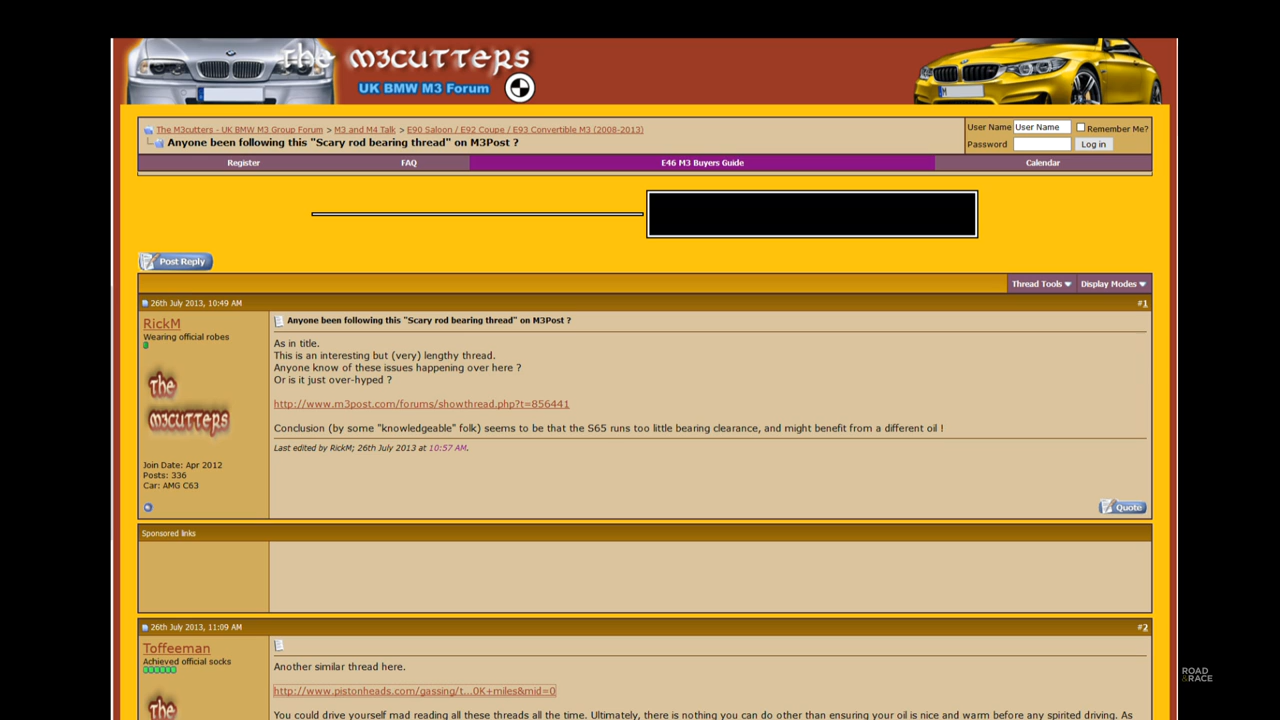 The M3cutters
UK BMW M3 Forum
The M3cutters - UK BMW M3 Group Forum > M3 and M4 Talk > E90 Saloon / E92 Coupe / E93 Convertible M3 (2008-2013)
Anyone been following this "Scary rod bearing thread" on M3Post ?
User Name User Name Remember Me?
Password Log in
Register FAQ E46 M3 Buyers Guide Calendar
Post Reply
Thread Tools Display Modes
26th July 2013, 10:49 AM #1
RickM
Wearing official robes
The
M3cutters
Join Date: Apr 2012
Posts: 336
Car: AMG C63
Anyone been following this "Scary rod bearing thread" on M3Post ?
As in title.
This is an interesting but (very) lengthy thread.
Anyone know of these issues happening over here ?
Or is it just over-hyped ?
http://www.m3post.com/forums/showthread.php?t=856441
Conclusion (by some "knowledgeable" folk) seems to be that the S65 runs too little bearing clearance, and might benefit from a different oil !
Last edited by RickM; 26th July 2013 at 10:57 AM.
Quote
Sponsored links
26th July 2013, 11:09 AM #2
Toffeeman
Achieved official socks
The
Another similar thread here.
http://www.pistonheads.com/gassing/t...0K+miles&mid=0
You could drive yourself mad reading all these threads all the time. Ultimately, there is nothing you can do other than ensuring your oil is nice and warm before any spirited driving. As
ROAD
&RACE